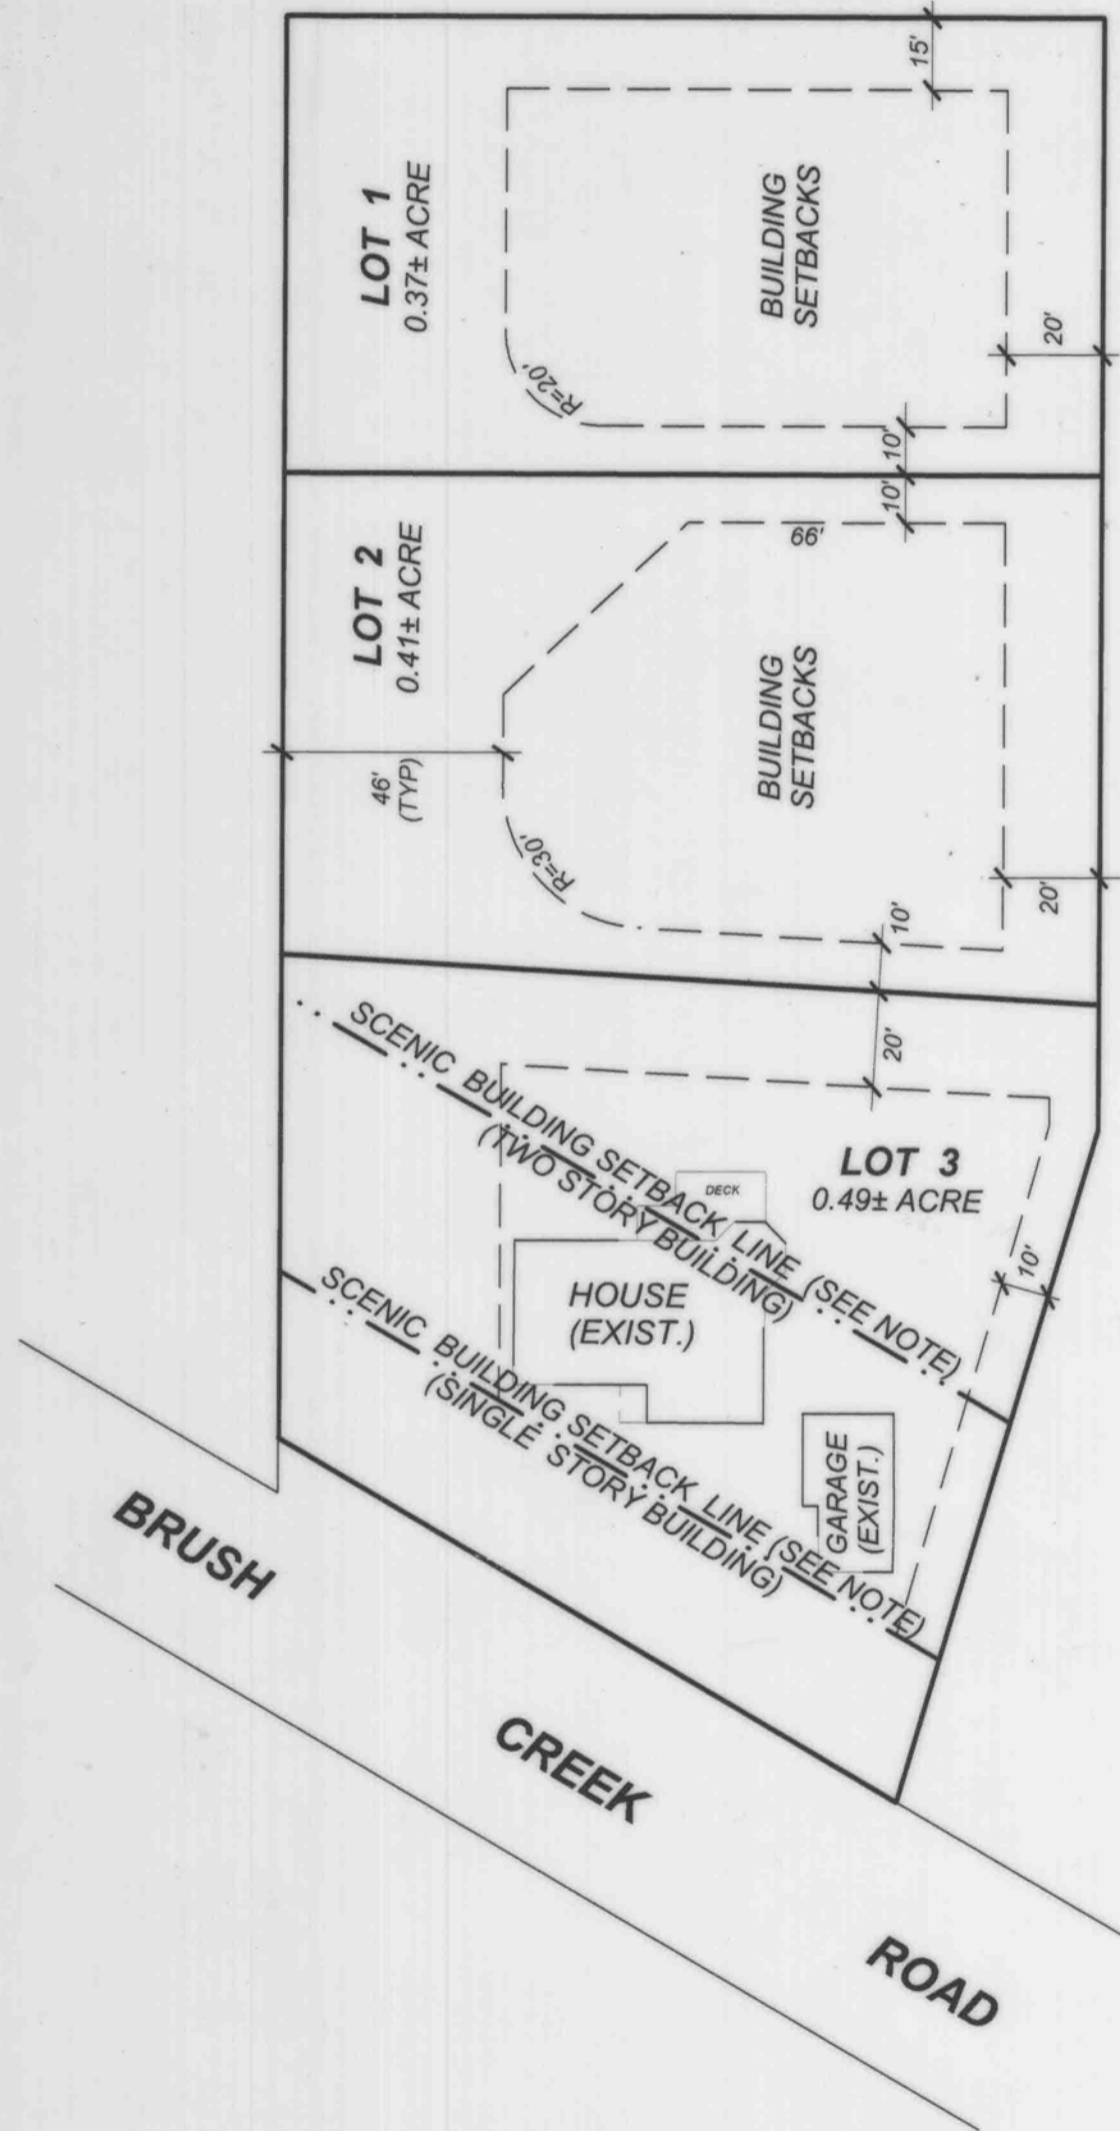 15'
LOT 1
0.37± ACRE
BUILDING
SETBACKS
R=20'
20'
10'
10'
LOT 2
0.41± ACRE
66'
46'
(TYP)
BUILDING
SETBACKS
R=30'
20'
10'
20'
SCENIC BUILDING SETBACK LINE (SEE NOTE)
(TWO STORY BUILDING)
LOT 3
0.49± ACRE
DECK
10'
HOUSE
(EXIST.)
SCENIC BUILDING SETBACK LINE (SEE NOTE)
(SINGLE STORY BUILDING)
GARAGE
(EXIST.)
BRUSH CREEK ROAD